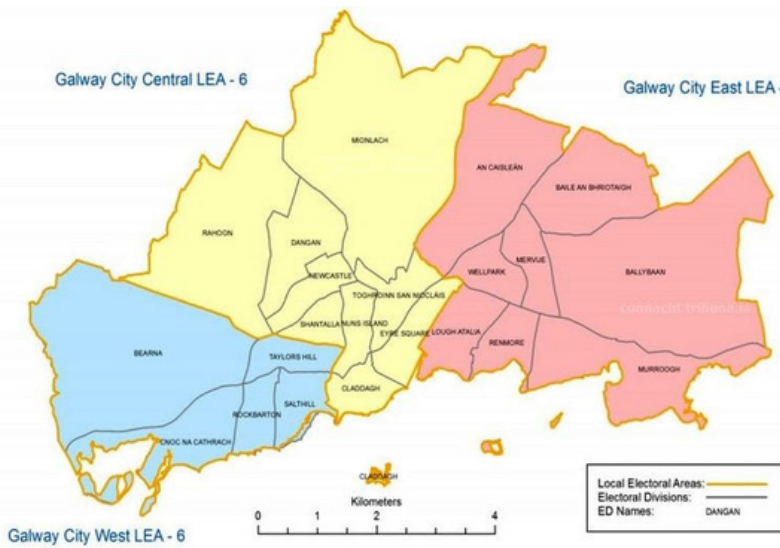 Galway City Central LEA - 6
Galway City East LEA -
MIONLACH
AN CAISLEÁN
BAILE AN BHRIOTAIGH
RAHOON
DANGAN
MERVUE
NEWCASTLE
WELLPARK
BALLYBAAN
TOGHROINN SAN NIOCLÁIS
connacht tribune.ie
SHANTALLA
NUNS ISLAND
EYRE SQUARE
LOUGH ATALIA
RENMORE
BEARNA
TAYLORS HILL
MURROOGH
CLADDAGH
SALTHILL
ROCKBARTON
CNOC NA CATHRACH
CLADDAGH
Kilometers
0 1 2 4
Local Electoral Areas:
Electoral Divisions:
ED Names: DANGAN
Galway City West LEA - 6